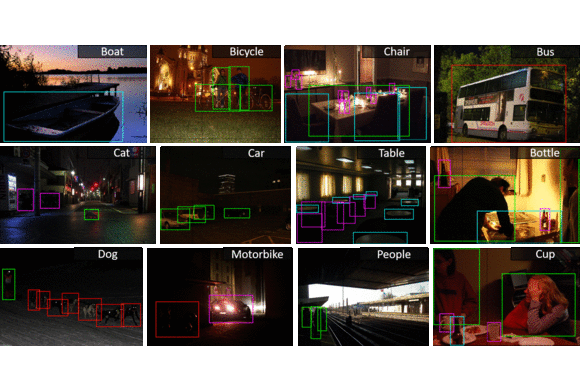 Boat
Bicycle
Chair
Bus
Cat
Car
Table
Bottle
Dog
Motorbike
People
Cup